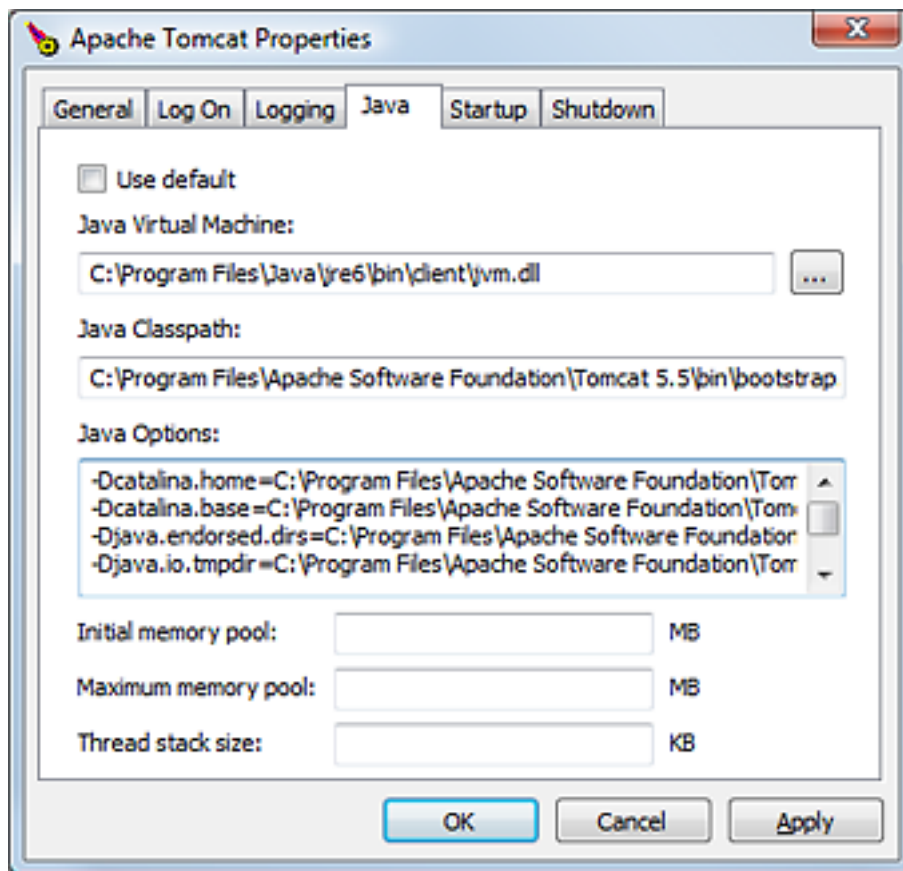 Apache Tomcat Properties
General Log On Logging Java Startup Shutdown
Use default
Java Virtual Machine:
C:\Program Files\Java\jre6\bin\client\jvm.dll
...
Java Classpath:
C:\Program Files\Apache Software Foundation\Tomcat 5.5\bin\bootstrap
Java Options:
-Dcatalina.home=C:\Program Files\Apache Software Foundation\Tom
-Dcatalina.base=C:\Program Files\Apache Software Foundation\Tom
-Djava.endorsed.dirs=C:\Program Files\Apache Software Foundation
-Djava.io.tmpdir=C:\Program Files\Apache Software Foundation\Tom
Initial memory pool: MB
Maximum memory pool: MB
Thread stack size: KB
OK Cancel Apply